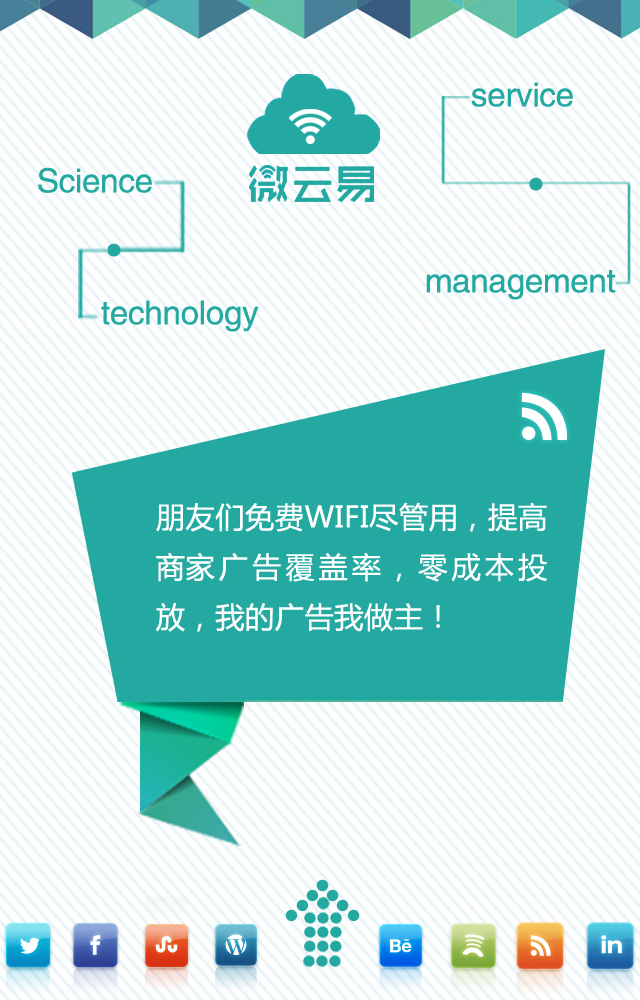 service
Science
微云易
management
technology
朋友们免费WIFI尽管用，提高
商家广告覆盖率，零成本投
放，我的广告我做主！
f
Bē
in